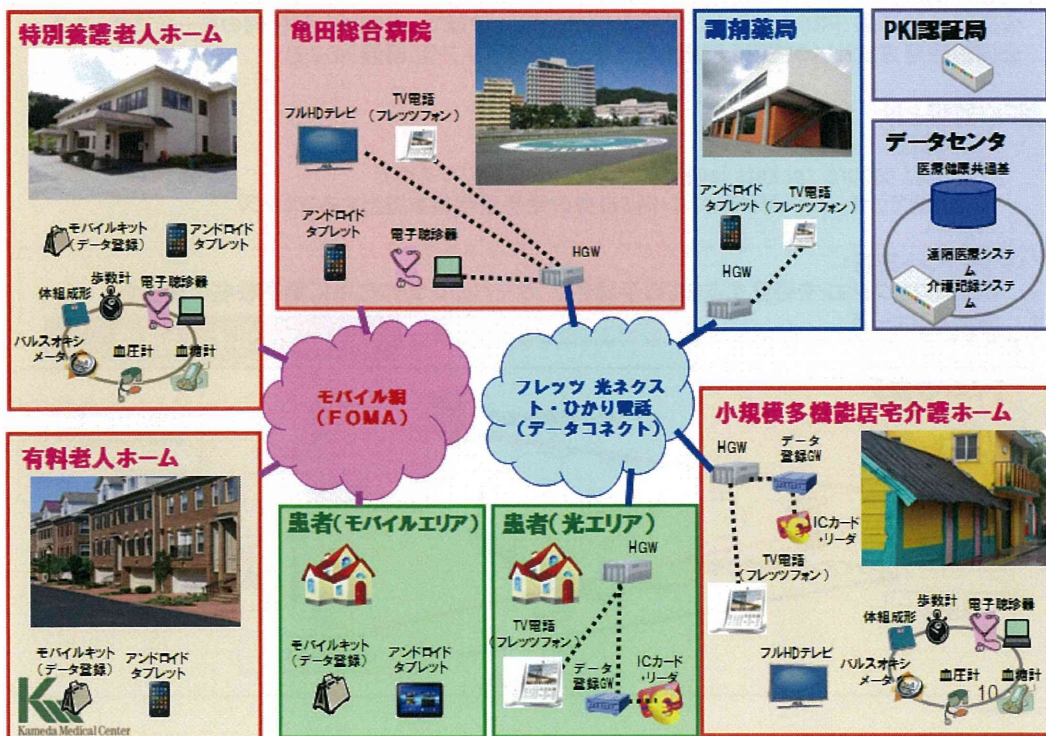 特別養護老人ホーム
モバイルキット
(データ登録)
アンドロイド
タブレット
歩数計
電子聴診器
体組成形
パルスオキシ
メータ
血圧計
血糖計
亀田総合病院
フルHDテレビ
TV電話
(フレッツフォン)
アンドロイド
タブレット
電子聴診器
HGW
調剤薬局
アンドロイド
タブレット
TV電話
(フレッツフォン)
HGW
PKI認証局
データセンタ
医療健康共通基
遠隔医療システ
ム
介護記録システ
ム
モバイル網
(FOMA)
フレッツ 光ネクス
ト・ひかり電話
(データコネクト)
有料老人ホーム
モバイルキット
(データ登録)
アンドロイド
タブレット
Kameda Medical Center
患者(モバイルエリア)
モバイルキット
(データ登録)
アンドロイド
タブレット
患者(光エリア)
HGW
TV電話
(フレッツフォン)
データ
登録GW
ICカード
・リーダ
小規模多機能居宅介護ホーム
HGW
データ
登録GW
ICカード
・リーダ
TV電話
(フレッツフォン)
フルHDテレビ
歩数計
電子聴診器
体組成形
パルスオキシ
メータ
血圧計
血糖計
10